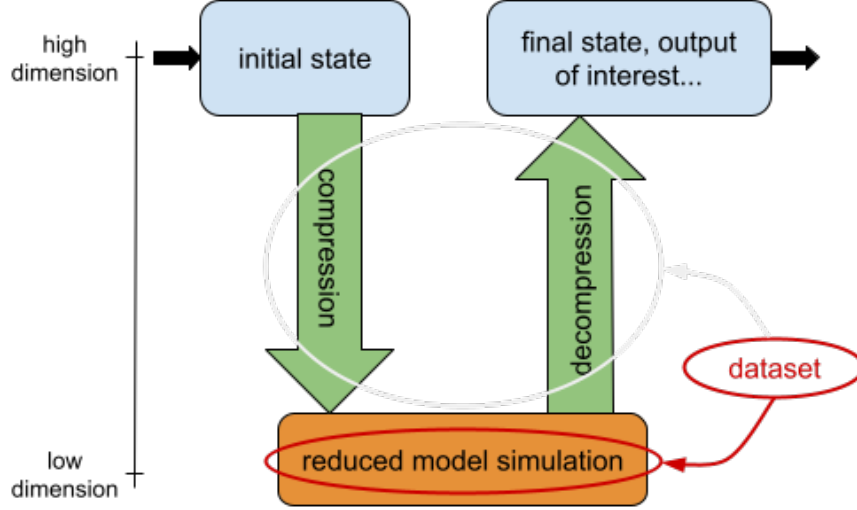 high
dimension
initial state
final state, output
of interest...
compression
decompression
dataset
reduced model simulation
low
dimension